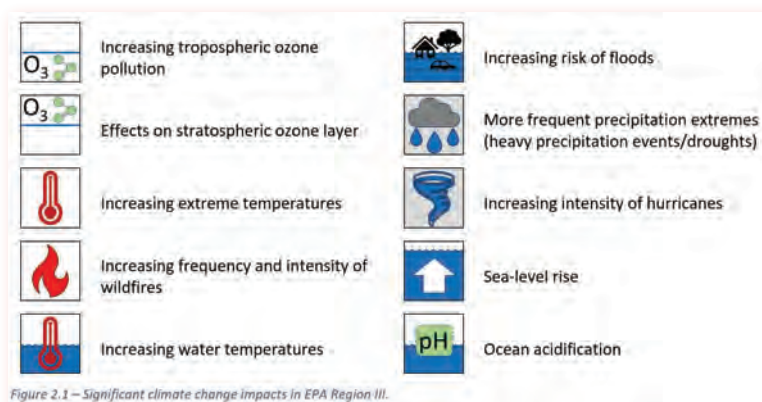 O3
Increasing tropospheric ozone
pollution
O3
Effects on stratospheric ozone layer
Increasing extreme temperatures
Increasing frequency and intensity of
wildfires
Increasing water temperatures
Increasing risk of floods
More frequent precipitation extremes
(heavy precipitation events/droughts)
Increasing intensity of hurricanes
Sea-level rise
pH
Ocean acidification
Figure 2.1 – Significant climate change impacts in EPA Region III.